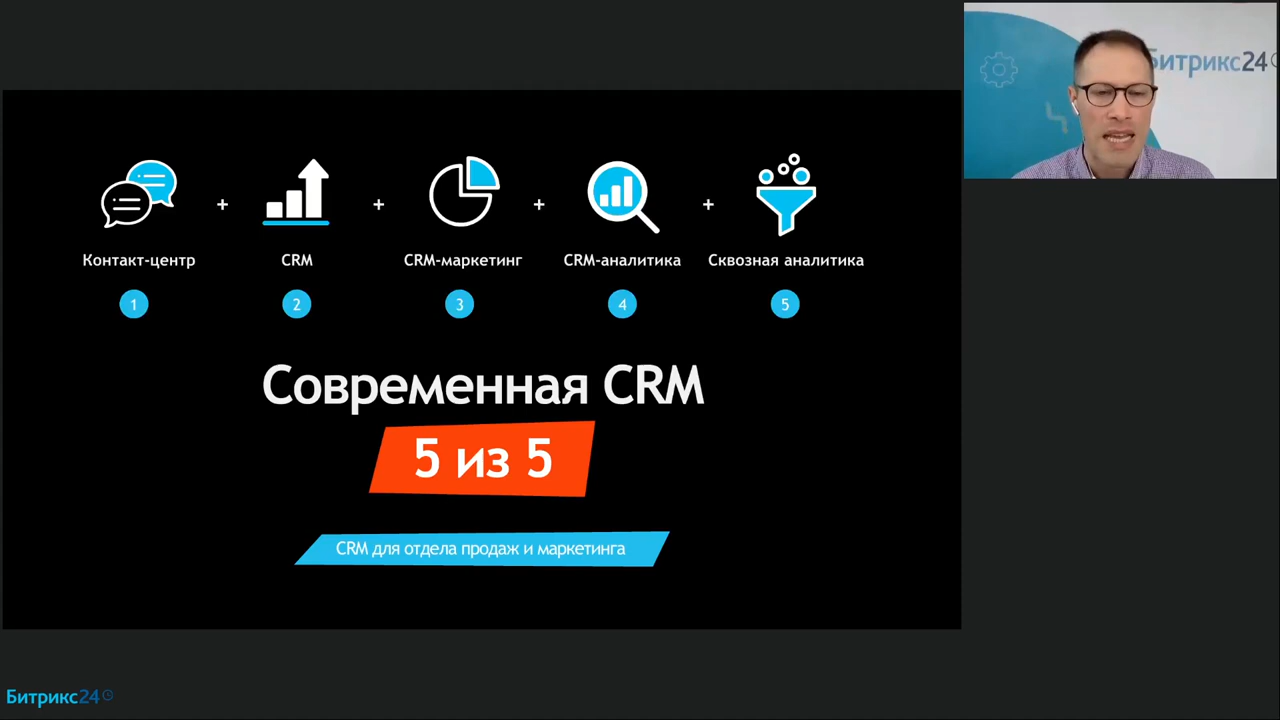 Битрикс24
+
+
+
+
Контакт-центр
CRM
CRM-маркетинг
CRM-аналитика
Сквозная аналитика
1
2
3
4
5
Современная CRM
5 из 5
CRM для отдела продаж и маркетинга
Битрикс24